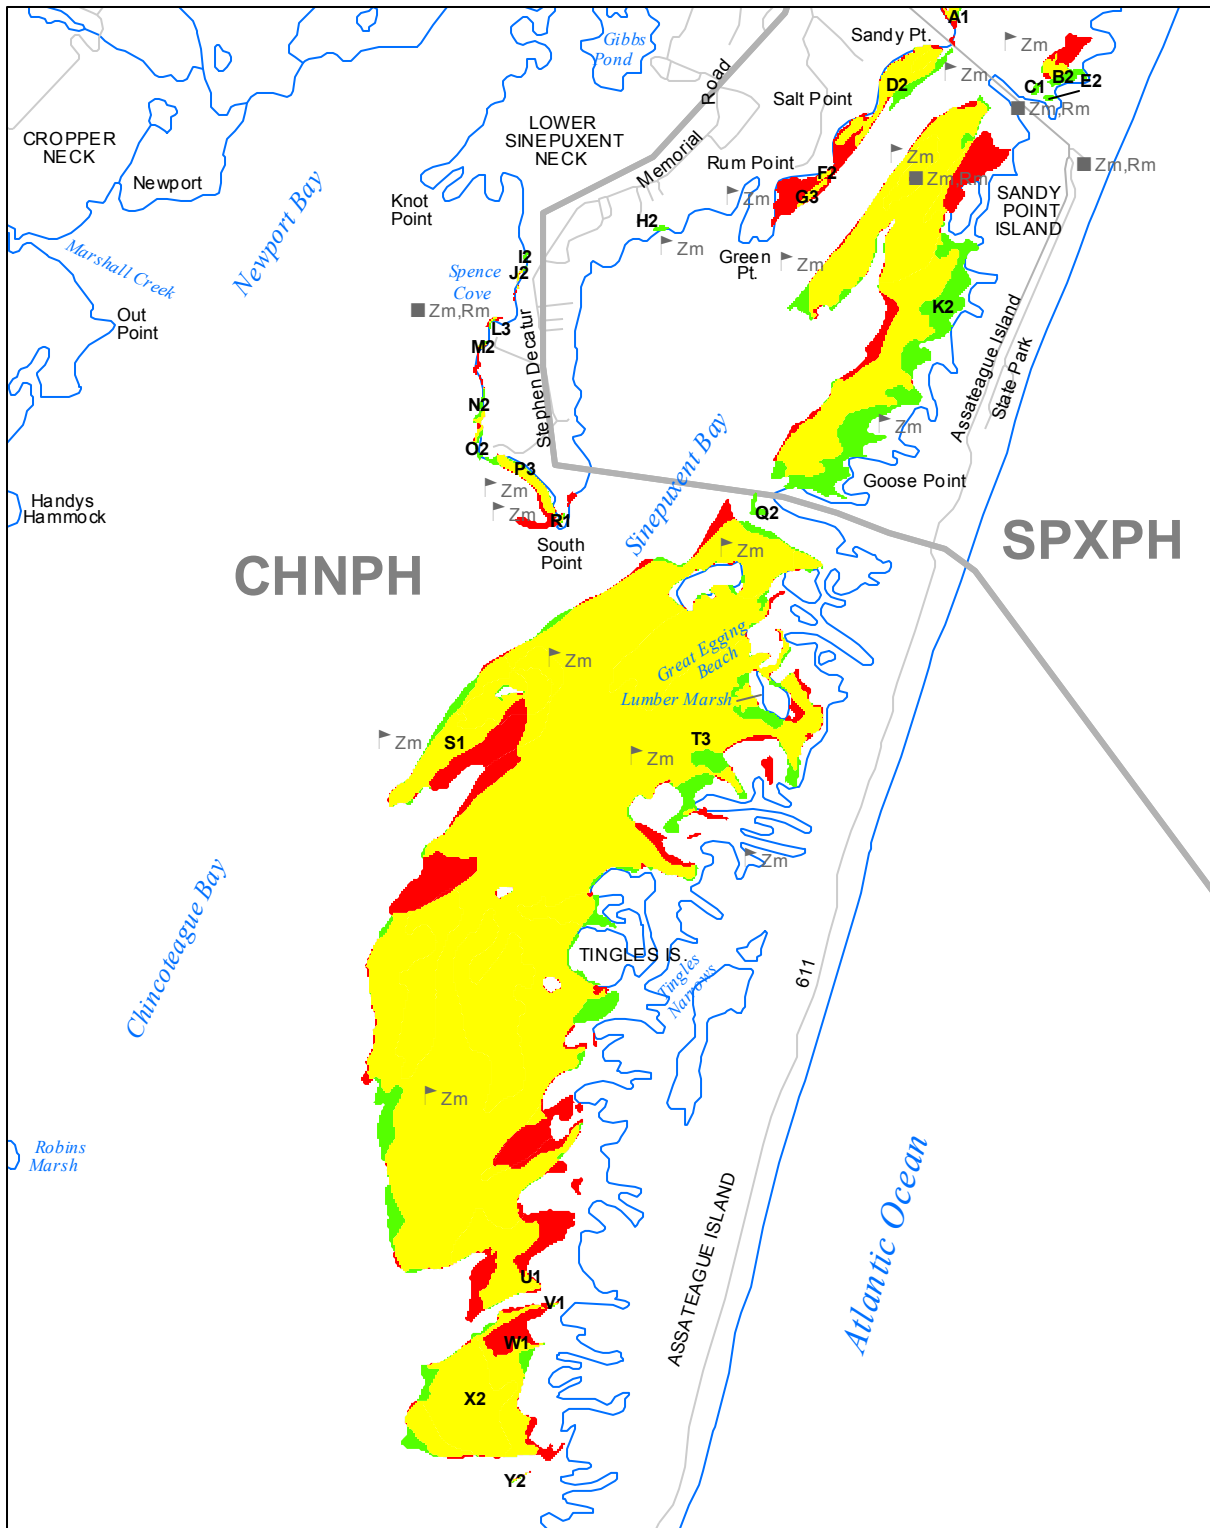 A1
Gibbs
Pond
Sandy Pt.
Zm
Zm
B2
E2
C1
D2
Road
Salt Point
Zm,Rm
CROPPER
NECK
LOWER
SINEPUXENT
NECK
Memorial
Zm
Zm,Rm
Rum Point
F2
Zm,Rm
Newport
Knot
Point
Zm
G3
SANDY
POINT
ISLAND
Newport Bay
H2
Zm
Green
Pt.
Zm
Marshall Creek
I2
J2
Spence
Cove
K2
Zm,Rm
L3
Out
Point
M2
Stephen Decatur
Assateague Island
State Park
N2
Zm
O2
P3
Sinepuxent Bay
Goose Point
Zm
Handys
Hammock
Zm
R1
Q2
South
Point
SPXPH
Zm
CHNPH
Great Egging
Beach
Zm
Lumber Marsh
S1
Zm
T3
Zm
Zm
Chincoteague Bay
TINGLES IS.
Tingles
Narrows
611
Zm
Robins
Marsh
Atlantic Ocean
ASSATEAGUE ISLAND
U1
V1
W1
X2
Y2